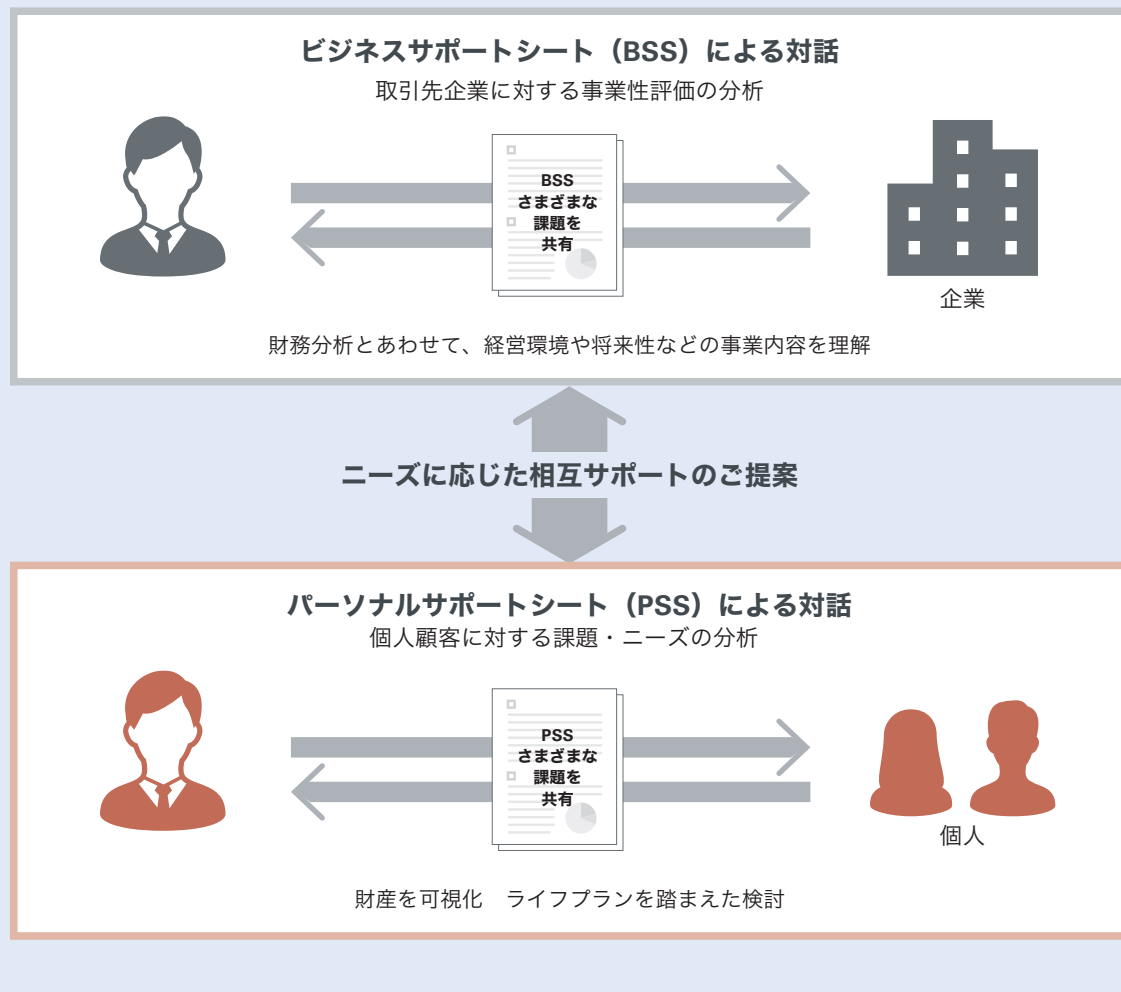 ビジネスサポートシート（BSS）による対話
取引先企業に対する事業性評価の分析
BSS
さまざまな
課題を
共有
企業
財務分析とあわせて、経営環境や将来性などの事業内容を理解
ニーズに応じた相互サポートのご提案
パーソナルサポートシート（PSS）による対話
個人顧客に対する課題・ニーズの分析
PSS
さまざまな
課題を
共有
個人
財産を可視化　ライフプランを踏まえた検討